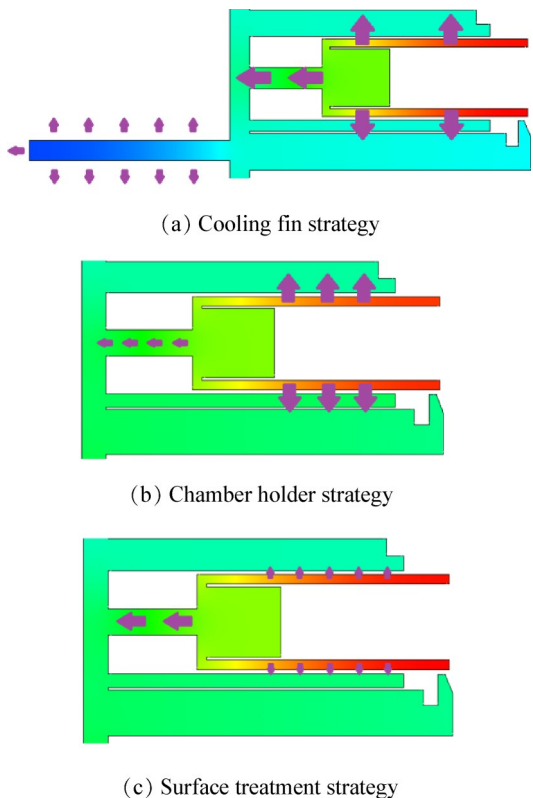 (a) Cooling fin strategy
(b) Chamber holder strategy
(c) Surface treatment strategy